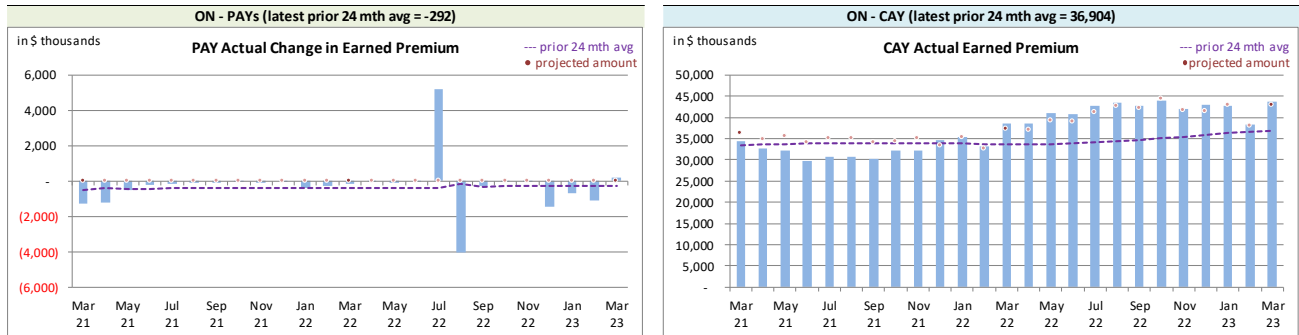 ON - PAYs (latest prior 24 mth avg = -292)
in $ thousands
PAY Actual Change in Earned Premium
--- prior 24 mth avg
• projected amount
6,000
4,000
2,000
-
(2,000)
(4,000)
(6,000)
Mar May Jul Sep Nov Jan Mar May Jul Sep Nov Jan Mar
21 21 21 21 21 22 22 22 22 22 22 23 23
ON - CAY (latest prior 24 mth avg = 36,904)
in $ thousands
CAY Actual Earned Premium
--- prior 24 mth avg
• projected amount
50,000
45,000
40,000
35,000
30,000
25,000
20,000
15,000
10,000
5,000
-
Mar May Jul Sep Nov Jan Mar May Jul Sep Nov Jan Mar
21 21 21 21 21 22 22 22 22 22 22 23 23